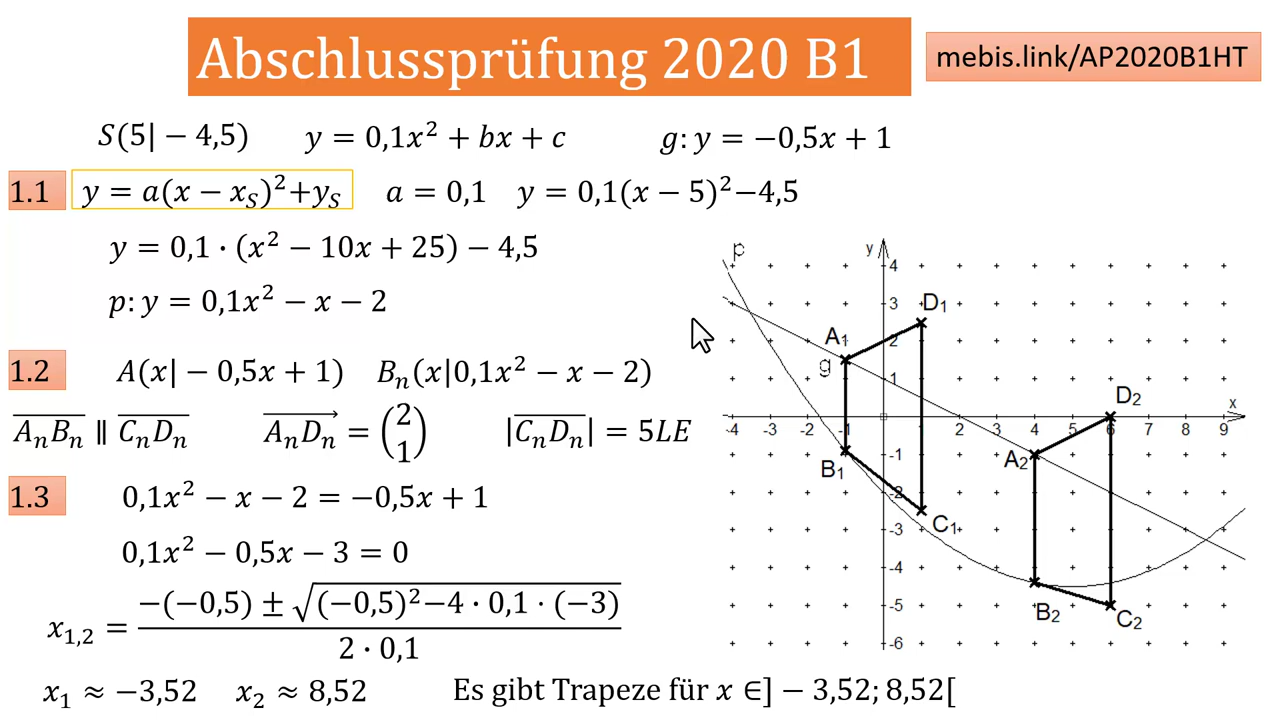 Abschlussprüfung 2020 B1
mebis.link/AP2020B1HT
S(5| − 4,5) y = 0,1x² + bx + c g: y = −0,5x + 1
1.1 y = a(x − x_S)²+y_S a = 0,1 y = 0,1(x − 5)²−4,5
y = 0,1 · (x² − 10x + 25) − 4,5
p: y = 0,1x² − x − 2
1.2 A(x| − 0,5x + 1) B_n(x|0,1x² − x − 2)
A_nB_n ∥ C_nD_n A_nD_n = (2 1) |C_nD_n| = 5LE
1.3 0,1x² − x − 2 = −0,5x + 1
0,1x² − 0,5x − 3 = 0
x_1,2 = (−(−0,5) ± √((−0,5)²−4 · 0,1 · (−3))) / (2 · 0,1)
x₁ ≈ −3,52 x₂ ≈ 8,52 Es gibt Trapeze für x ∈] − 3,52; 8,52[
p y
4
3 D₁
A₁ 2
g 1
x
D₂
-4 -3 -2 -1 2 3 4 5 6 7 8 9
-1 A₂
B₁
-2
-3 C₁
-4
-5 B₂ C₂
-6